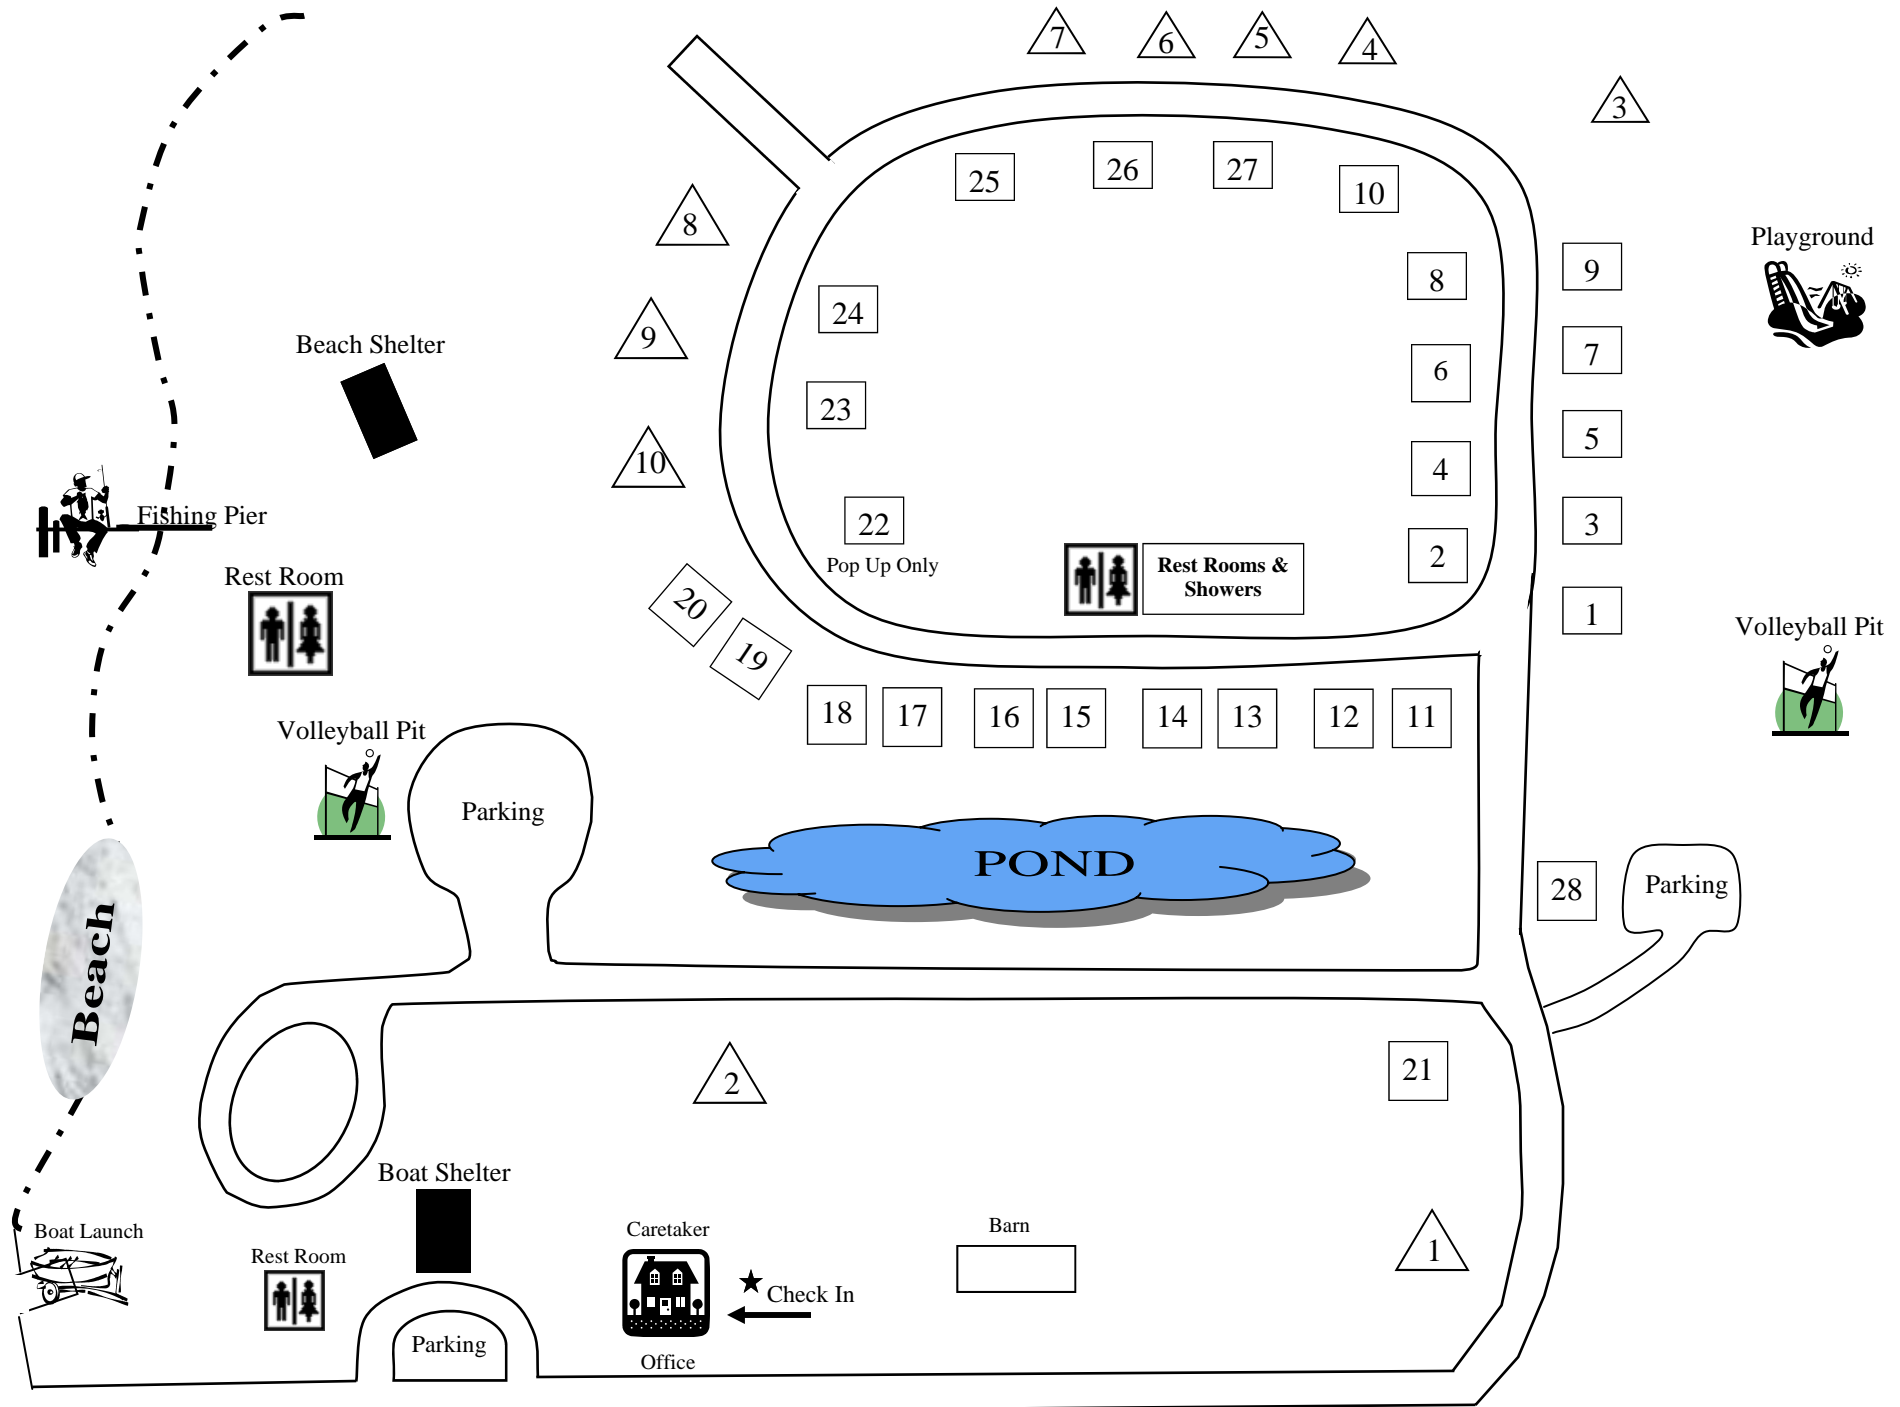 7
6
5
4
3
25
26
27
10
8
9
Playground
8
24
9
6
7
Beach Shelter
23
10
4
5
Fishing Pier
22
Pop Up Only
2
3
Rest Rooms &
Showers
Rest Room
20
19
1
Volleyball Pit
18
17
16
15
14
13
12
11
Volleyball Pit
Parking
POND
28
Parking
Beach
2
21
Boat Shelter
Boat Launch
Rest Room
Caretaker
Barn
1
Check In
Parking
Office